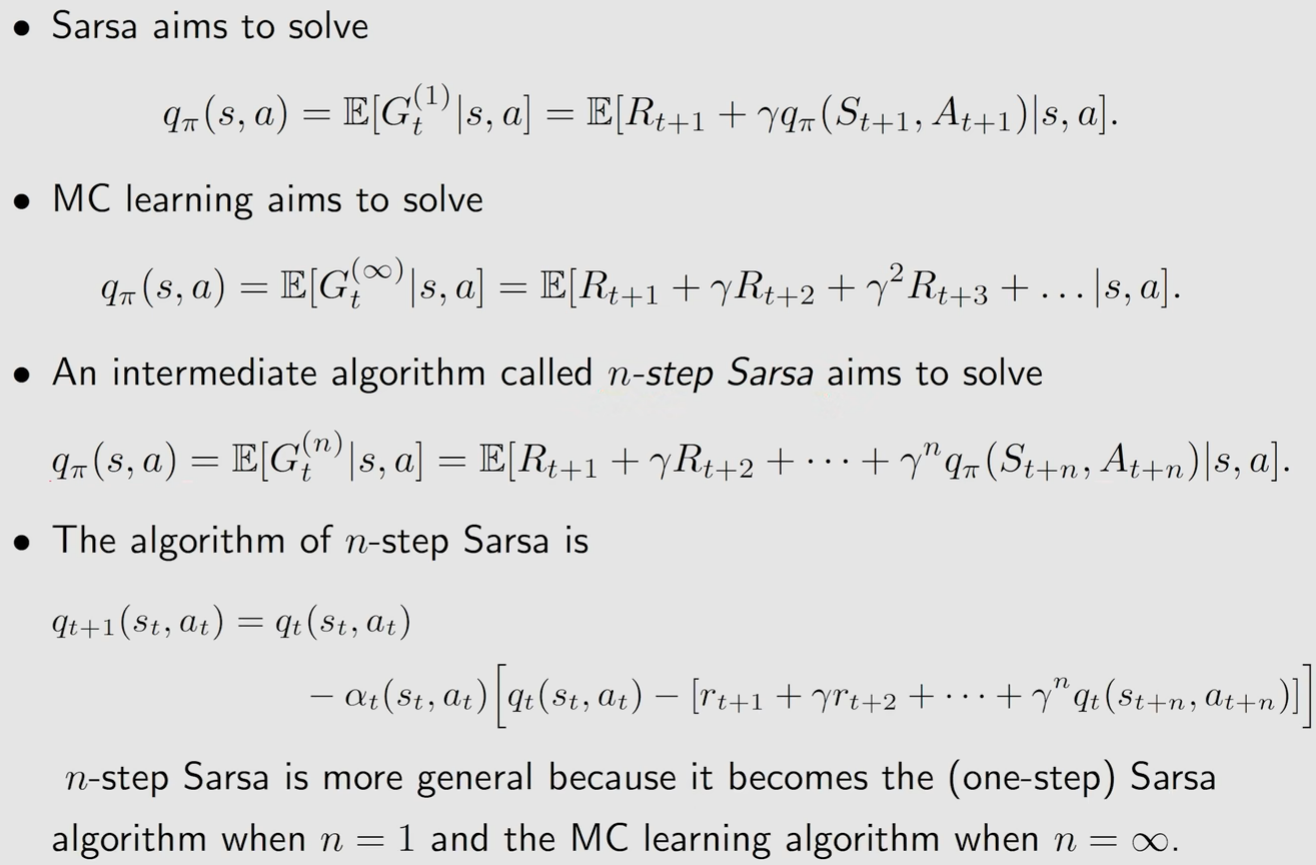 • Sarsa aims to solve
$q_\pi(s, a) = \mathbb{E}[G_t^{(1)}|s, a] = \mathbb{E}[R_{t+1} + \gamma q_\pi(S_{t+1}, A_{t+1})|s, a].$
• MC learning aims to solve
$q_\pi(s, a) = \mathbb{E}[G_t^{(\infty)}|s, a] = \mathbb{E}[R_{t+1} + \gamma R_{t+2} + \gamma^2 R_{t+3} + \ldots |s, a].$
• An intermediate algorithm called n-step Sarsa aims to solve
$q_\pi(s, a) = \mathbb{E}[G_t^{(n)}|s, a] = \mathbb{E}[R_{t+1} + \gamma R_{t+2} + \cdots + \gamma^n q_\pi(S_{t+n}, A_{t+n})|s, a].$
• The algorithm of n-step Sarsa is
$q_{t+1}(s_t, a_t) = q_t(s_t, a_t)$
$- \alpha_t(s_t, a_t)\Big[q_t(s_t, a_t) - [r_{t+1} + \gamma r_{t+2} + \cdots + \gamma^n q_t(s_{t+n}, a_{t+n})]\Big]$
n-step Sarsa is more general because it becomes the (one-step) Sarsa
algorithm when $n = 1$ and the MC learning algorithm when $n = \infty$.